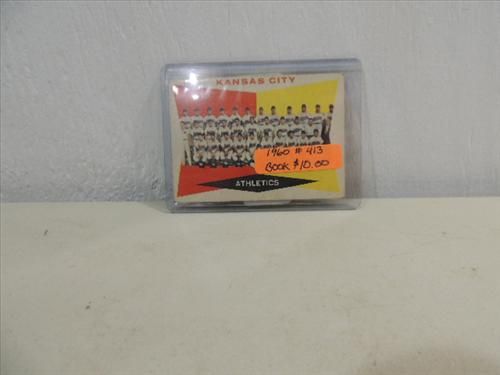 KANSAS CITY
1960 # 413
BOOK $10.00
ATHLETICS